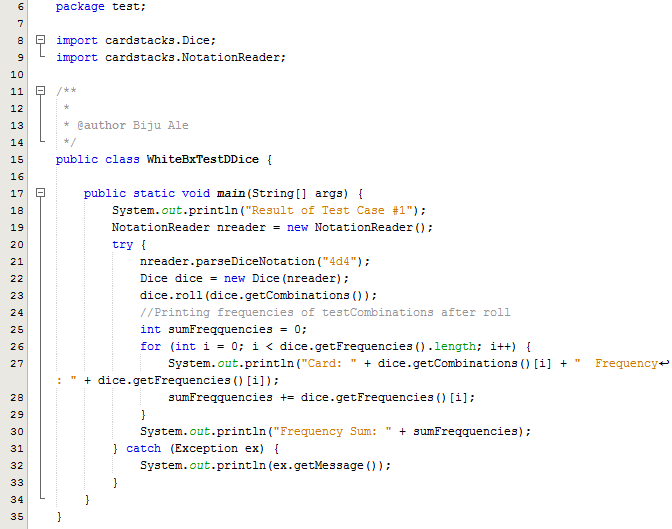 6 package test;
7
8 import cardstacks.Dice;
9 import cardstacks.NotationReader;
10
11 /**
12  *
13  * @author Biju Ale
14  */
15 public class WhiteBxTestDDice {
16
17     public static void main(String[] args) {
18         System.out.println("Result of Test Case #1");
19         NotationReader nreader = new NotationReader();
20         try {
21             nreader.parseDiceNotation("4d4");
22             Dice dice = new Dice(nreader);
23             dice.roll(dice.getCombinations());
24             //Printing frequencies of testCombinations after roll
25             int sumFreqquencies = 0;
26             for (int i = 0; i < dice.getFrequencies().length; i++) {
27                 System.out.println("Card: " + dice.getCombinations()[i] + "  Frequency↩
: " + dice.getFrequencies()[i]);
28                 sumFreqquencies += dice.getFrequencies()[i];
29             }
30             System.out.println("Frequency Sum: " + sumFreqquencies);
31         } catch (Exception ex) {
32             System.out.println(ex.getMessage());
33         }
34     }
35 }